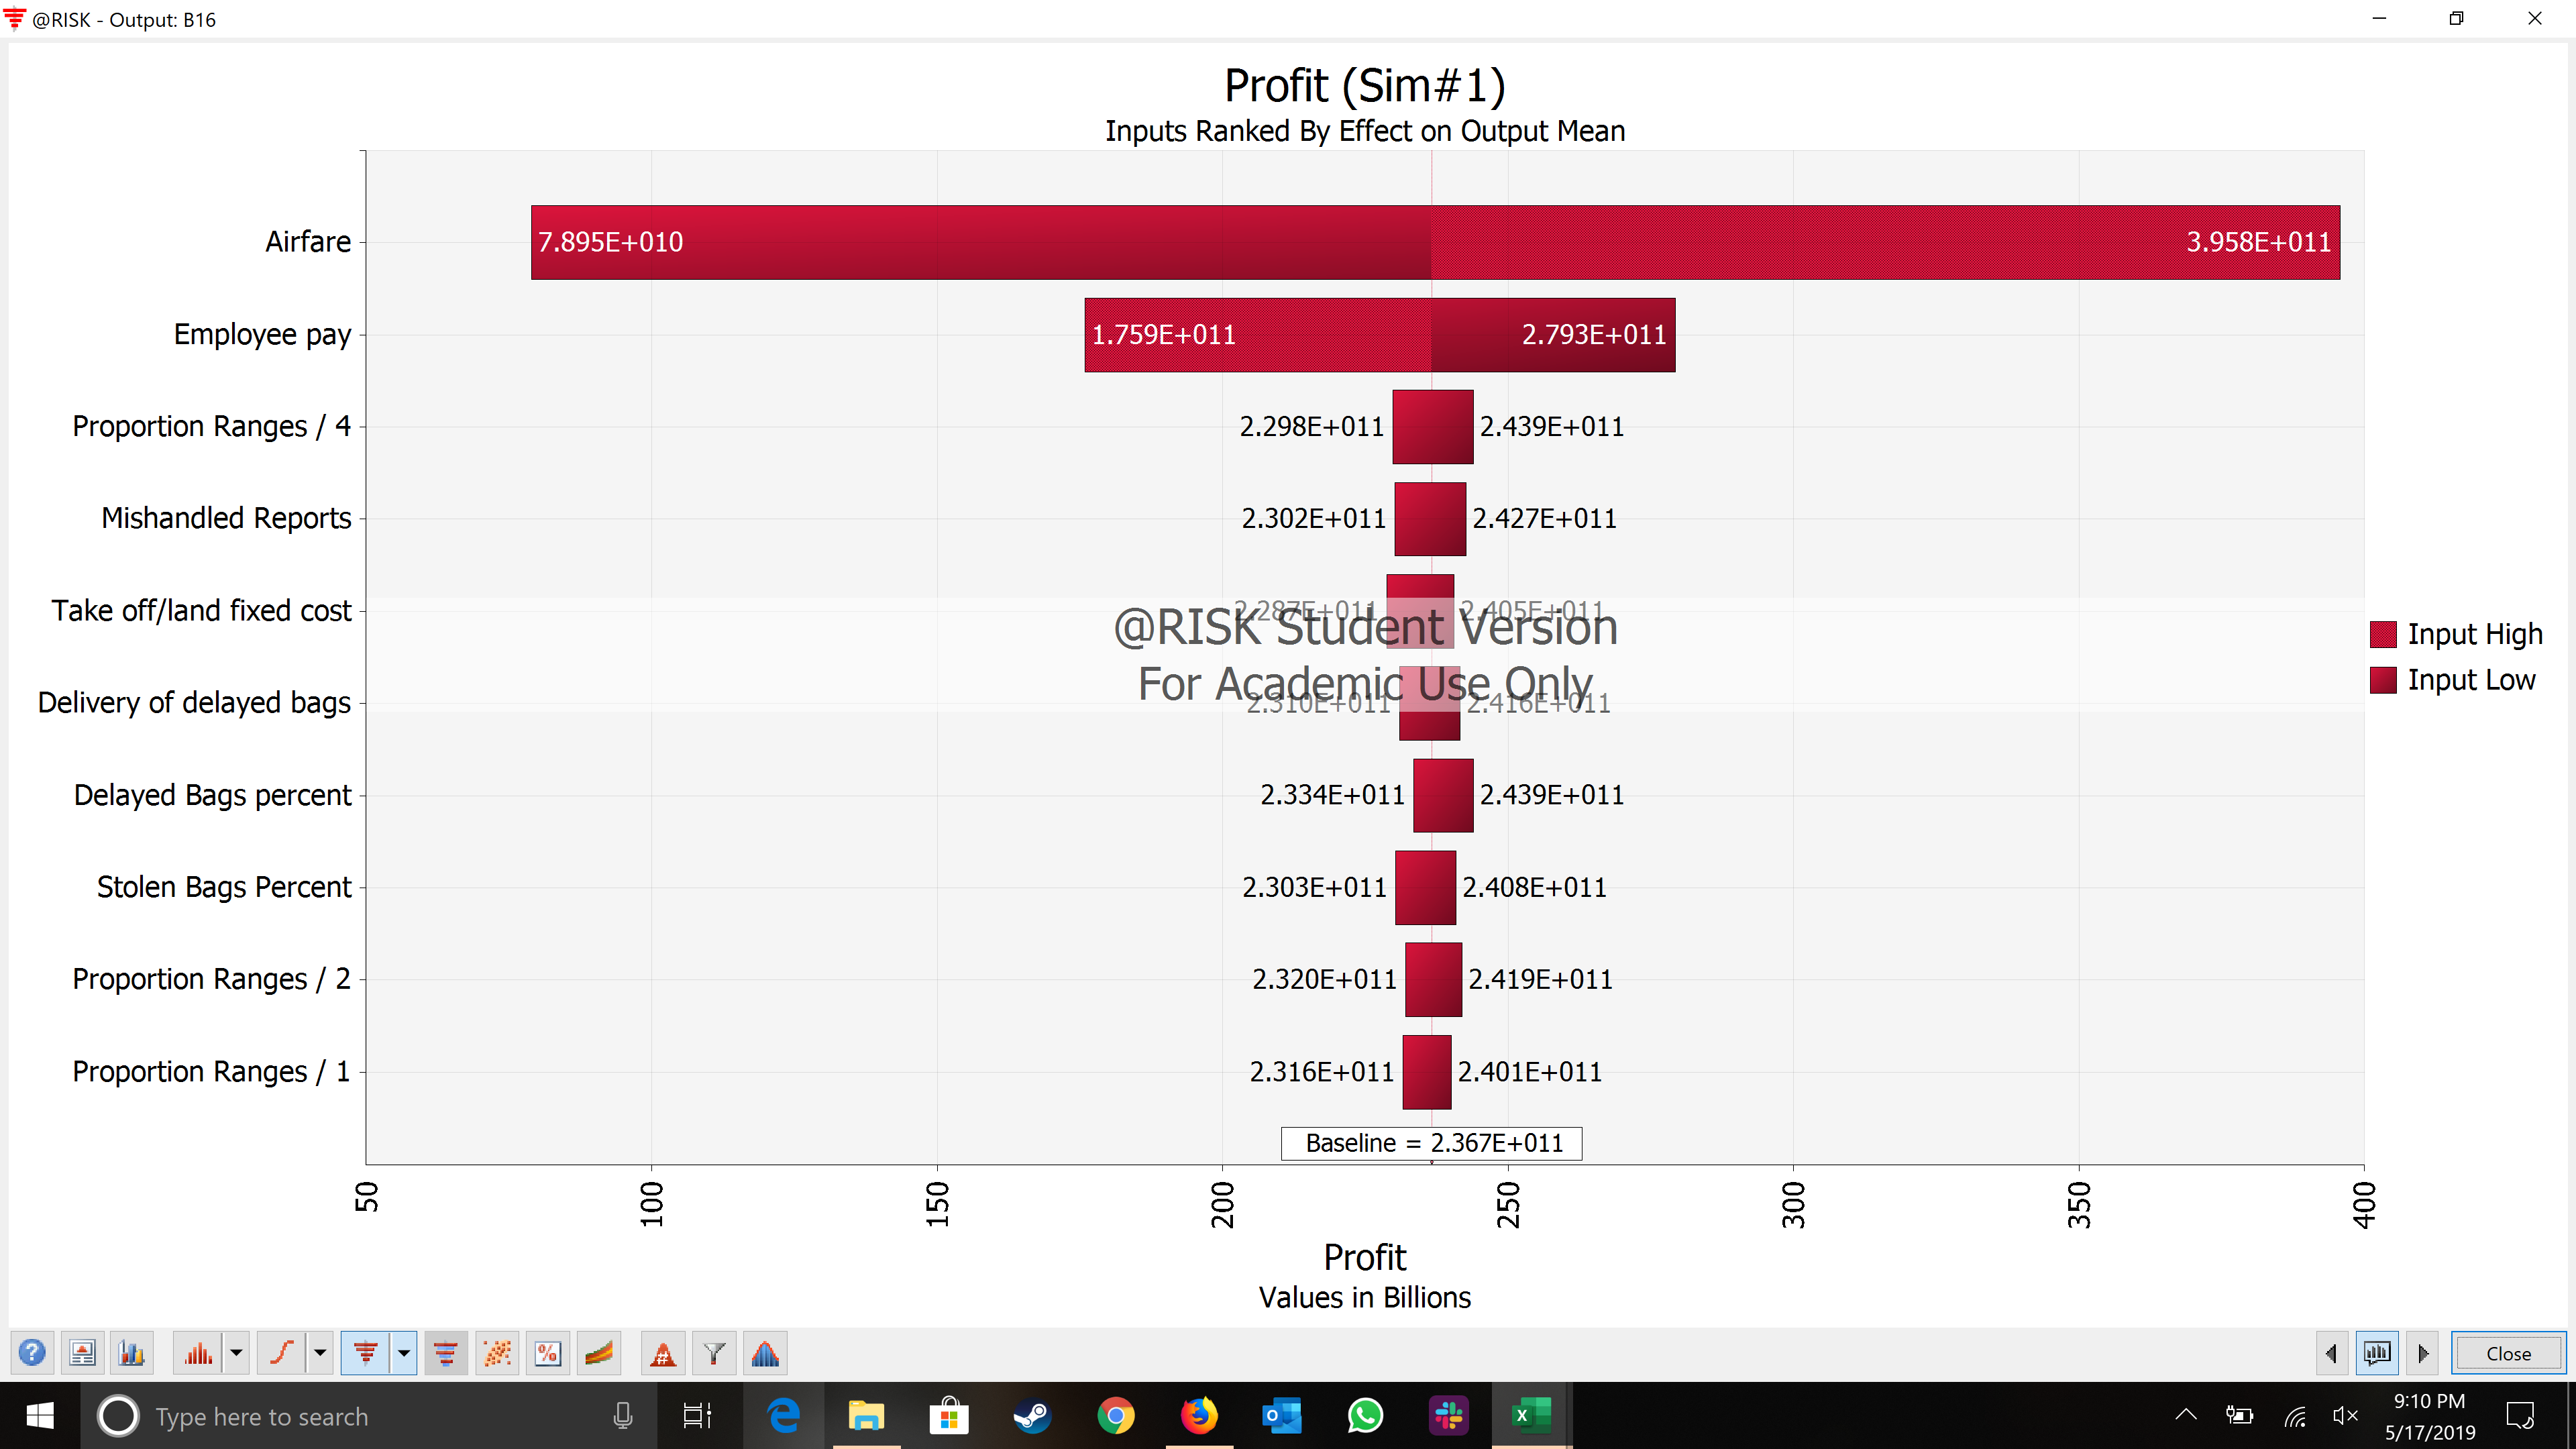 @RISK - Output: B16
Profit (Sim#1)
Inputs Ranked By Effect on Output Mean
Airfare 7.895E+010 3.958E+011
Employee pay 1.759E+011 2.793E+011
Proportion Ranges / 4 2.298E+011 2.439E+011
Mishandled Reports 2.302E+011 2.427E+011
Take off/land fixed cost 2.287E+011 2.405E+011
@RISK Student Version
For Academic Use Only
Input High
Input Low
Delivery of delayed bags 2.310E+011 2.416E+011
Delayed Bags percent 2.334E+011 2.439E+011
Stolen Bags Percent 2.303E+011 2.408E+011
Proportion Ranges / 2 2.320E+011 2.419E+011
Proportion Ranges / 1 2.316E+011 2.401E+011
Baseline = 2.367E+011
50 100 150 200 250 300 350 400
Profit
Values in Billions
Close
Type here to search
9:10 PM
5/17/2019